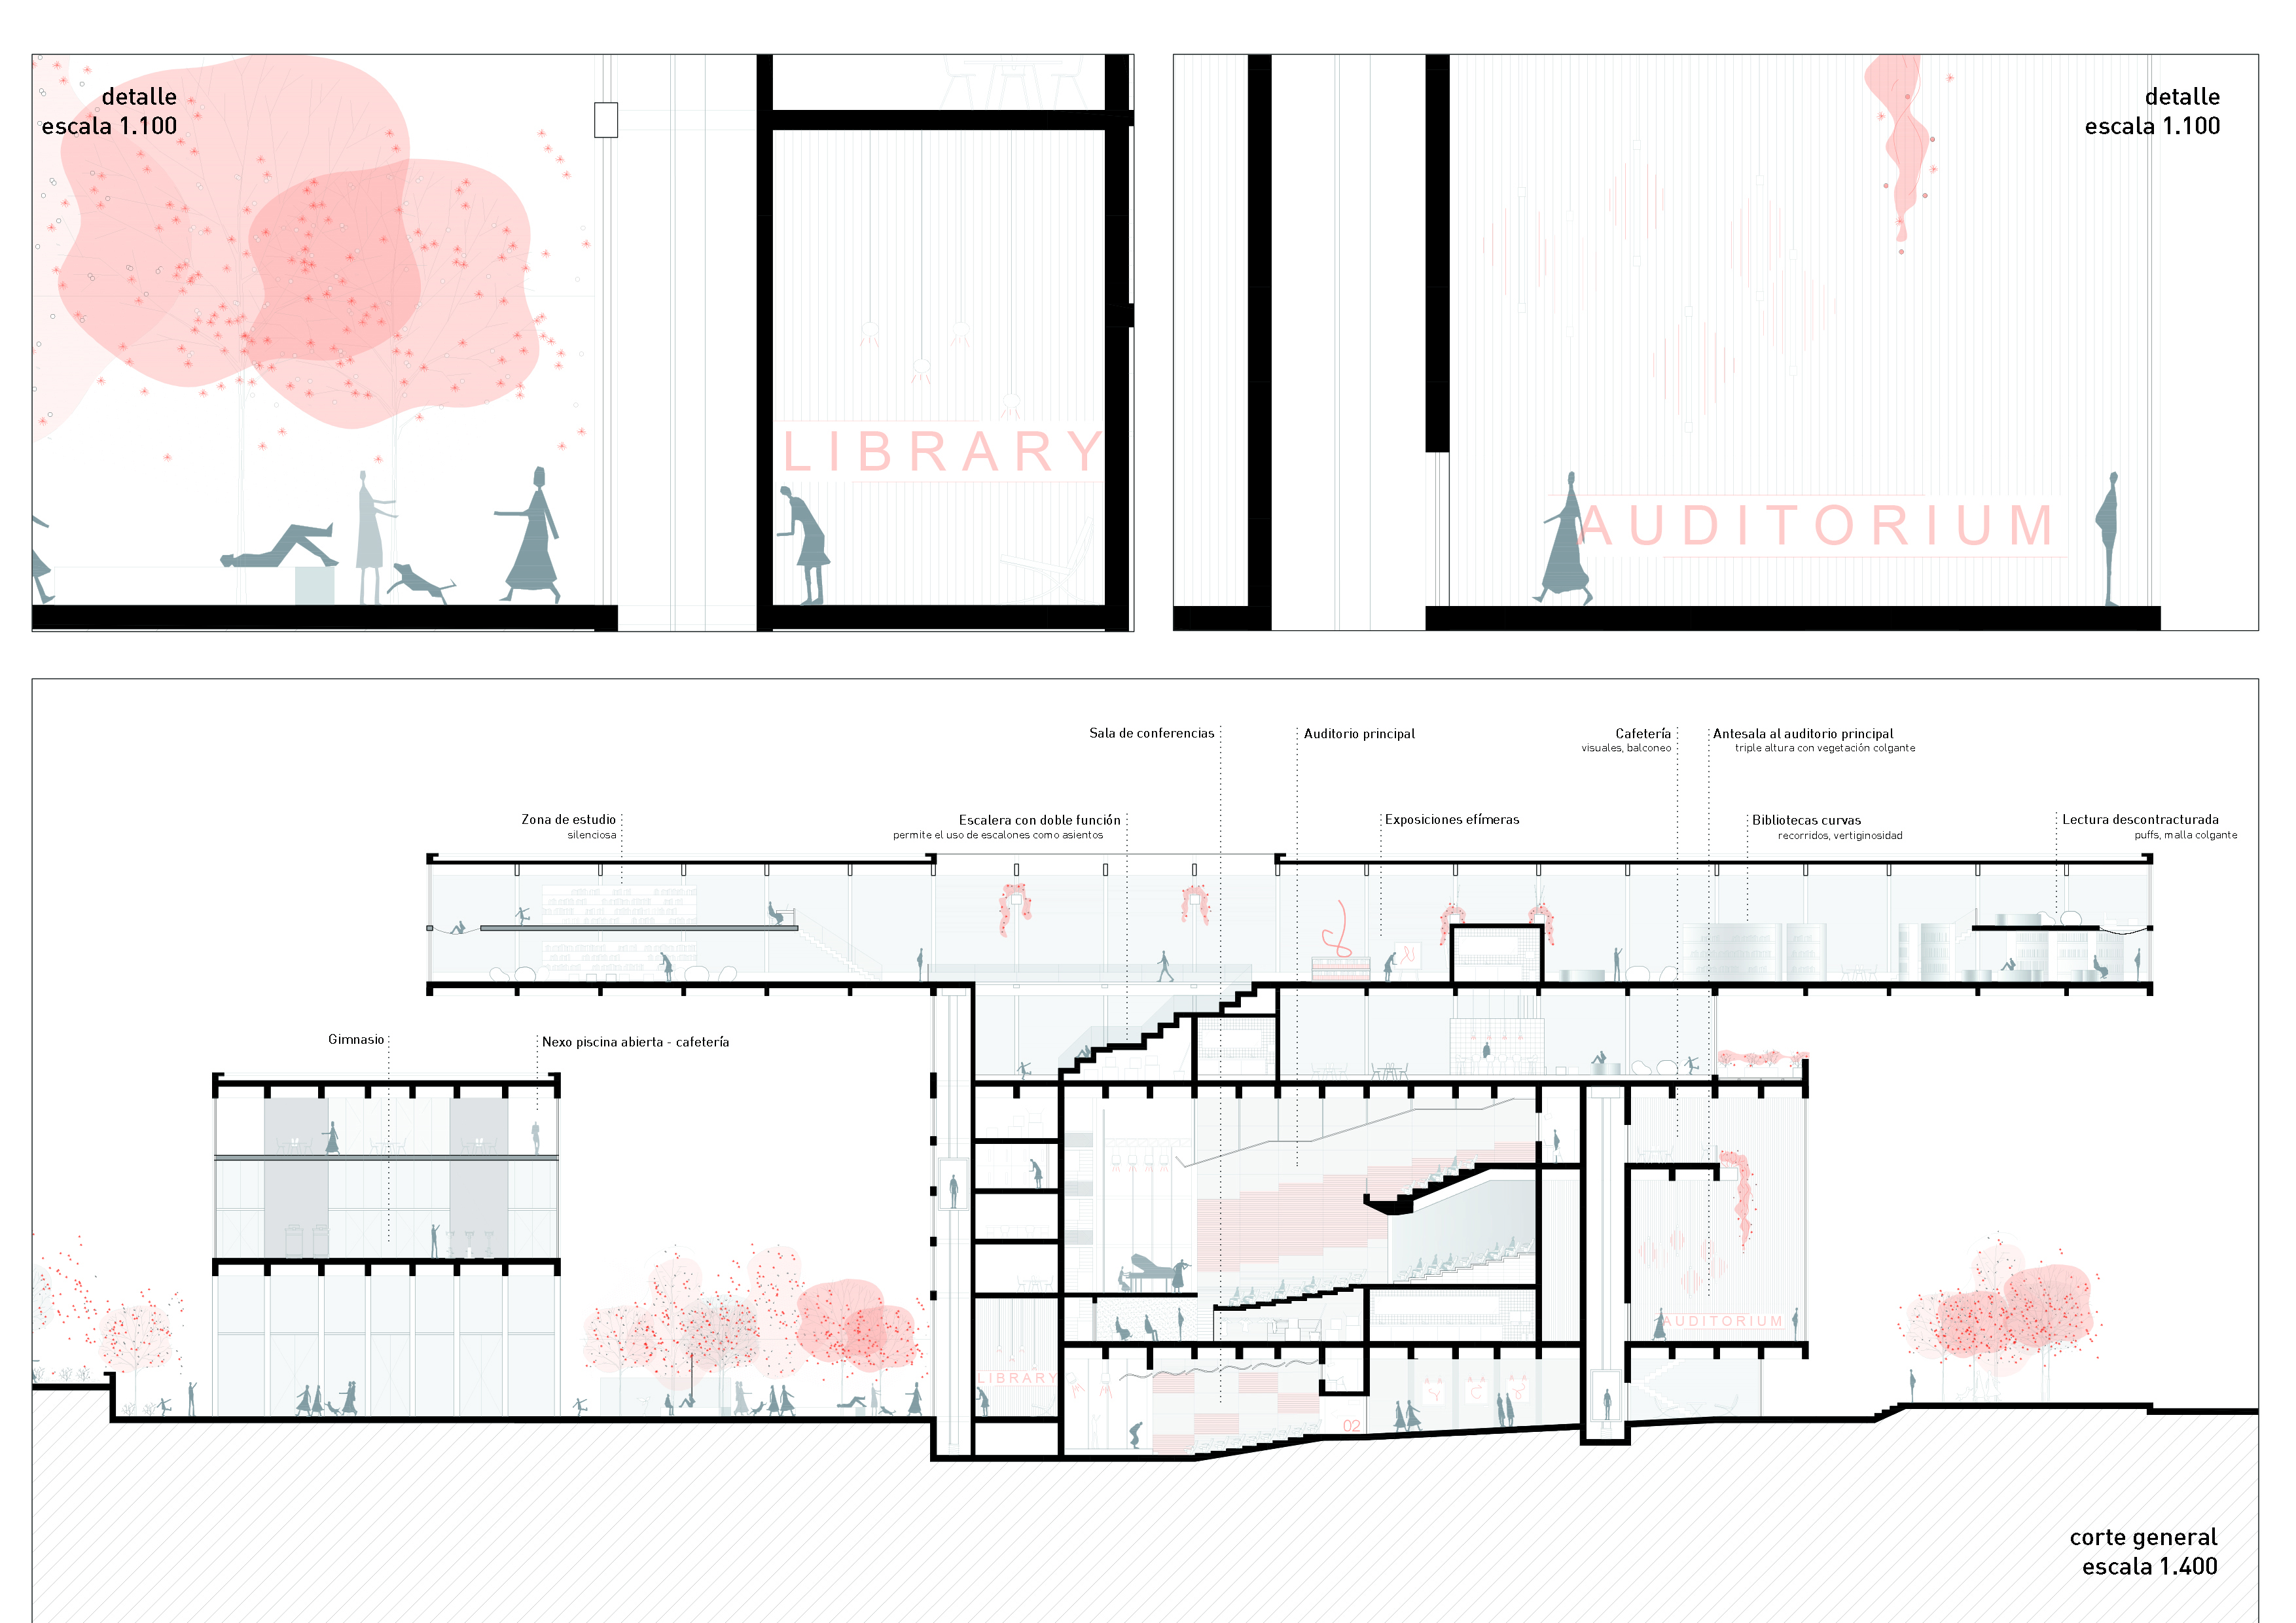 detalle
escala 1.100
LIBRARY
detalle
escala 1.100
AUDITORIUM
Sala de conferencias
Auditorio principal
Cafetería
visuales, balconeo
Antesala al auditorio principal
triple altura con vegetación colgante
Zona de estudio
silenciosa
Escalera con doble función
permite el uso de escalones como asientos
Exposiciones efímeras
Bibliotecas curvas
recorridos, vertiginosidad
Lectura descontracturada
puffs, malla colgante
Gimnasio
Nexo piscina abierta - cafetería
AUDITORIUM
LIBRARY
02
corte general
escala 1.400